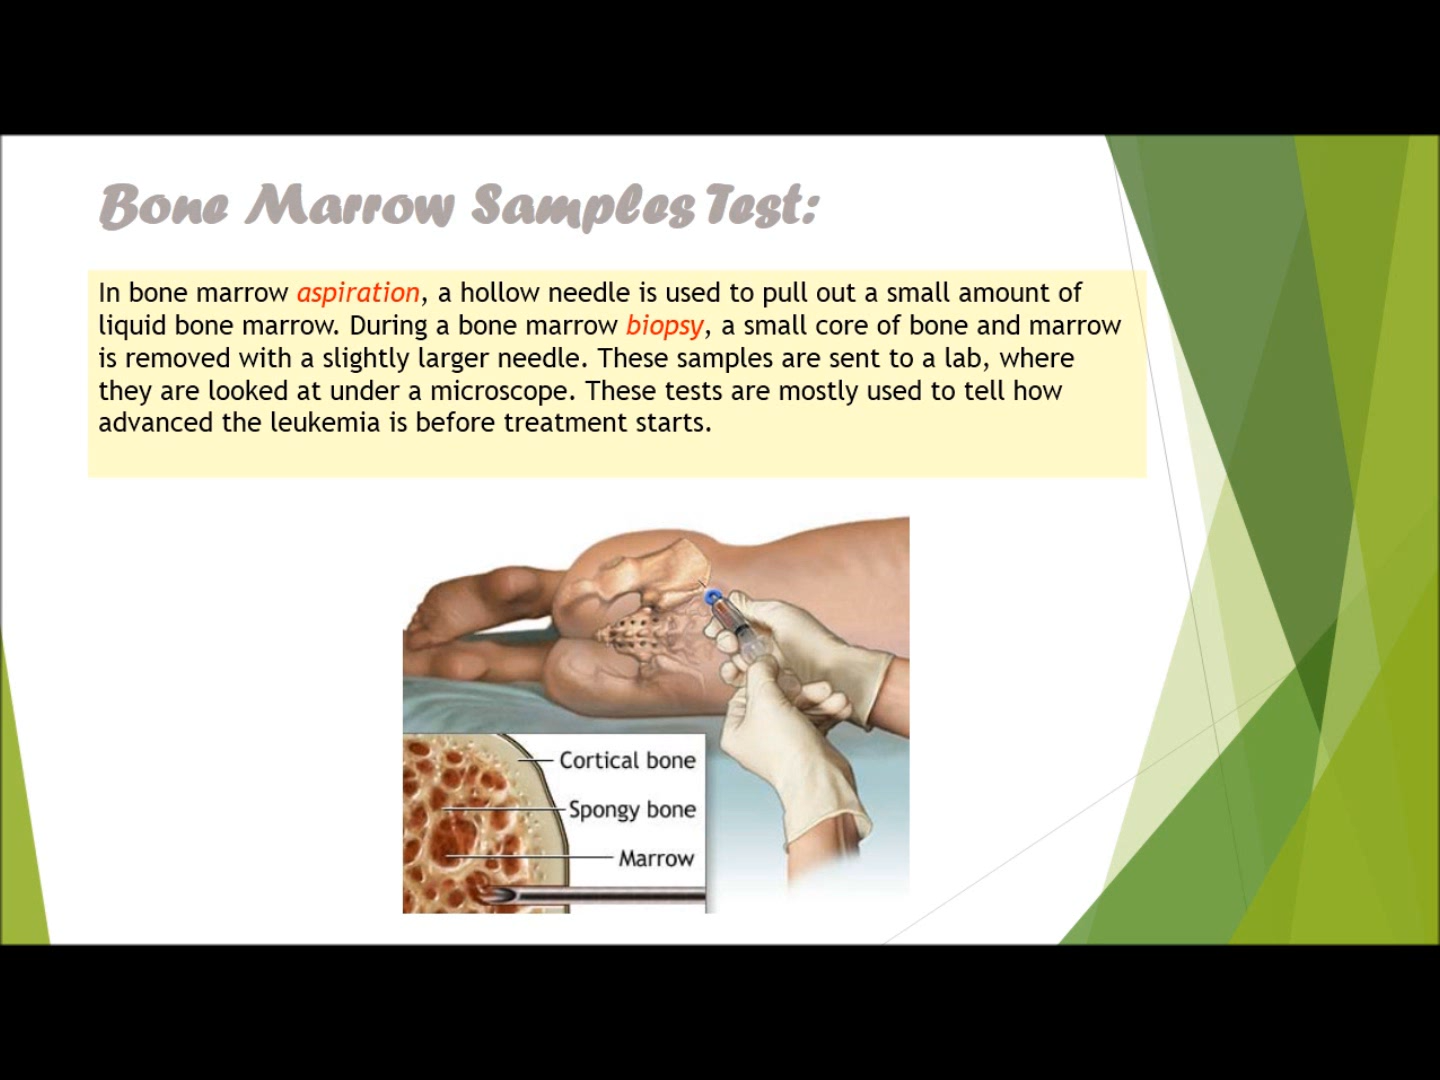 Bone Marrow Samples Test:
In bone marrow aspiration, a hollow needle is used to pull out a small amount of
liquid bone marrow. During a bone marrow biopsy, a small core of bone and marrow
is removed with a slightly larger needle. These samples are sent to a lab, where
they are looked at under a microscope. These tests are mostly used to tell how
advanced the leukemia is before treatment starts.
Cortical bone
Spongy bone
Marrow